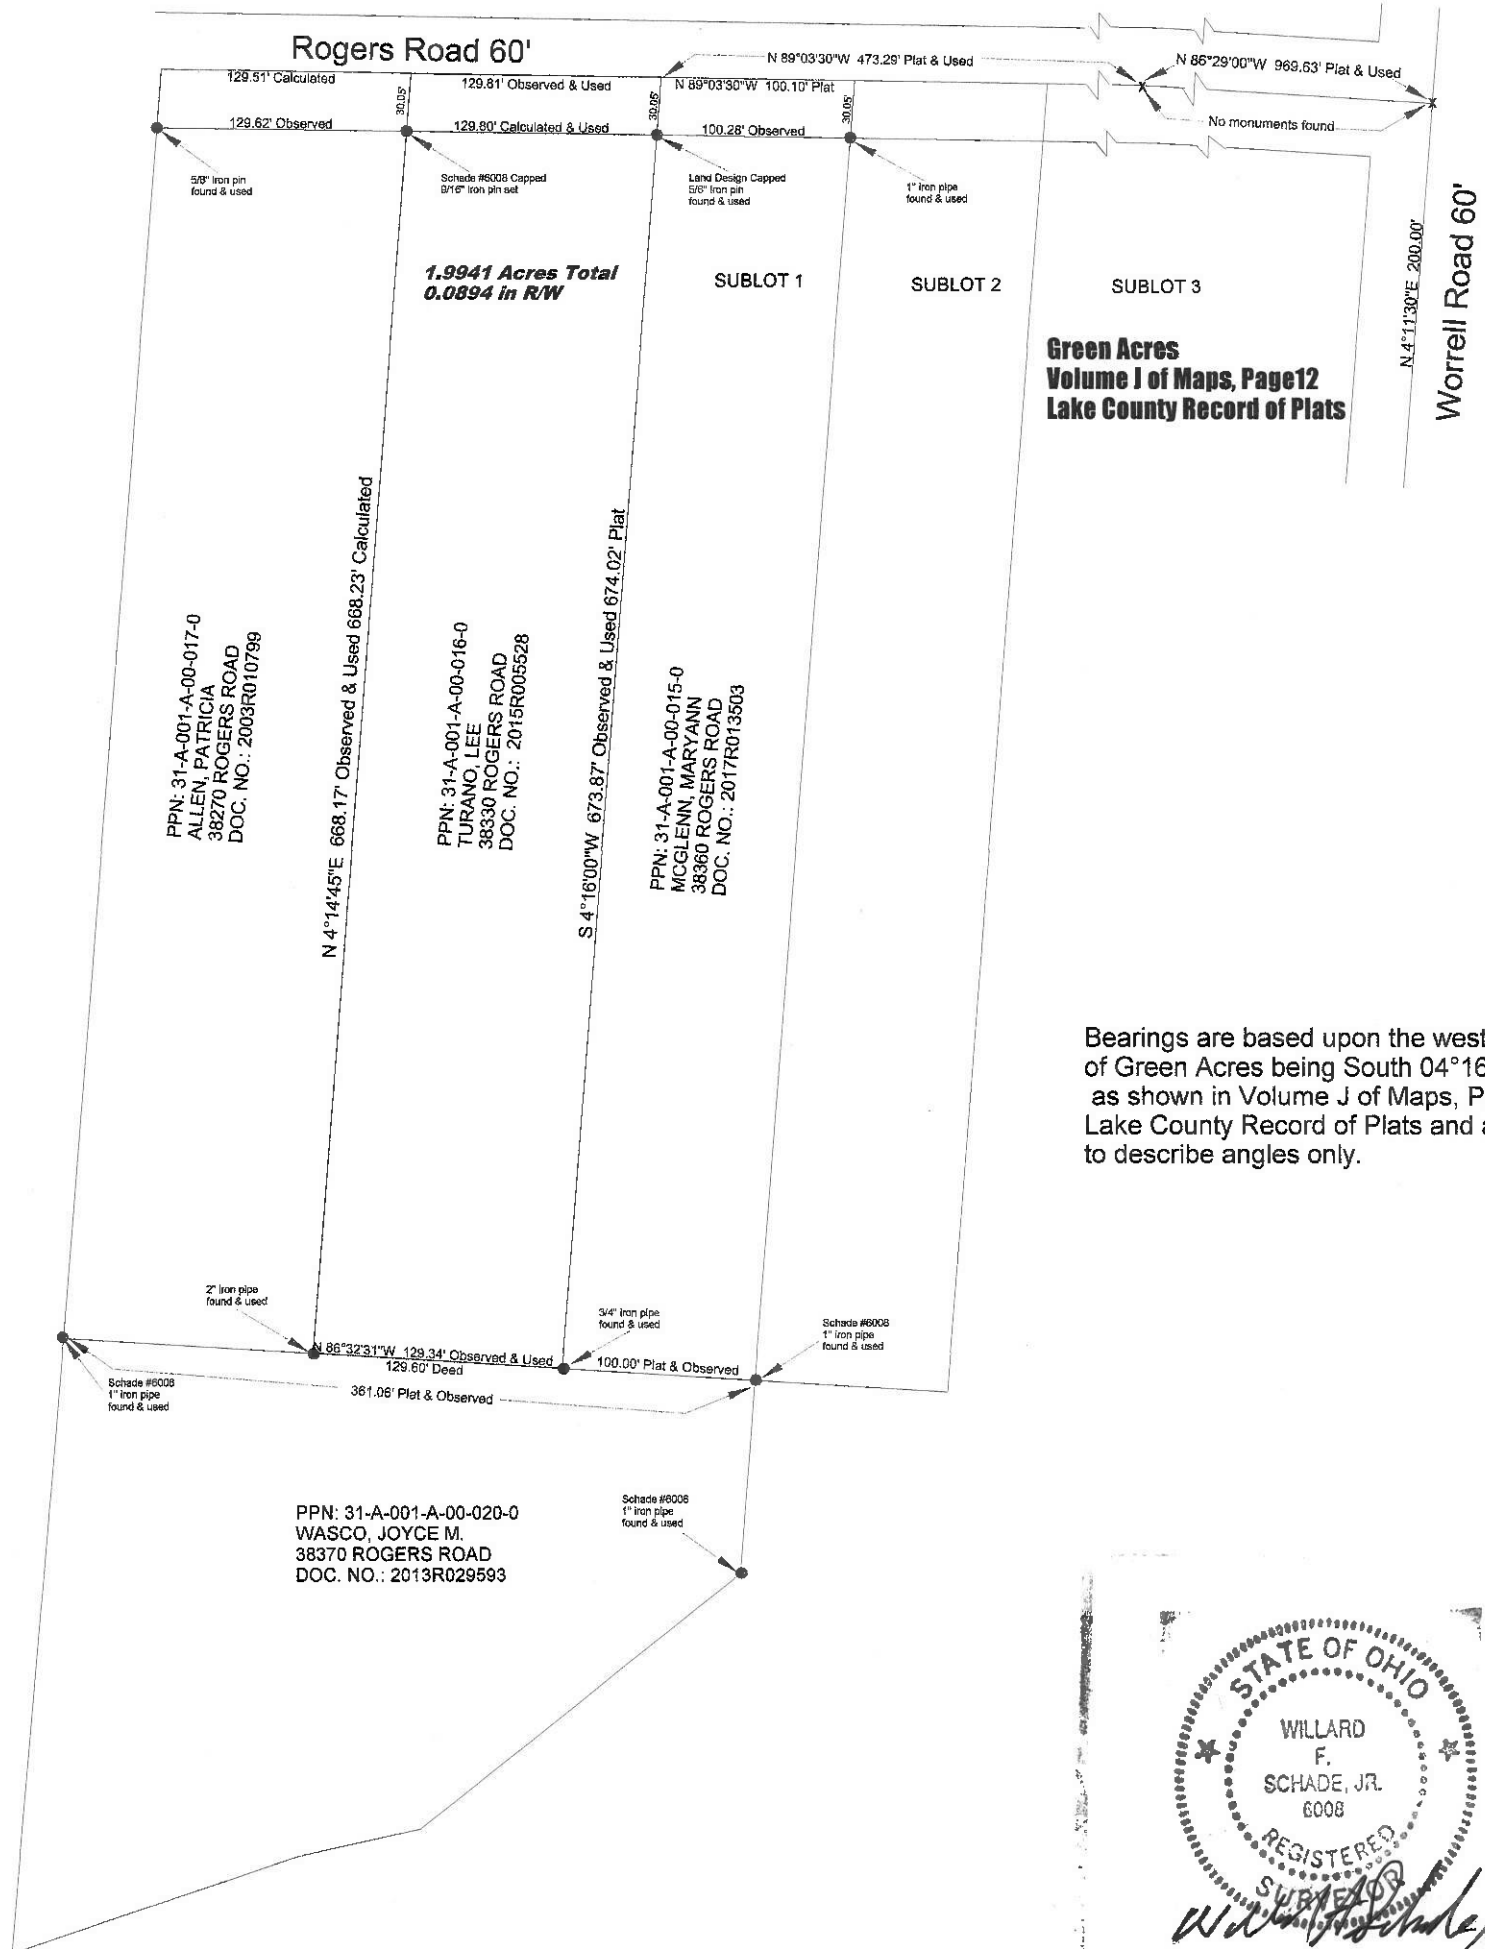 Rogers Road 60'
N 89°03'30"W 473.29' Plat & Used
N 86°29'00"W 969.63' Plat & Used
129.51' Calculated
129.81' Observed & Used
N 89°03'30"W 100.10' Plat
30.05'
30.05'
30.05'
129.62' Observed
129.80' Calculated & Used
100.28' Observed
No monuments found
5/8" iron pin
found & used
Schade #6008 Capped
9/16" iron pin set
Land Design Capped
5/8" iron pin
found & used
1" iron pipe
found & used
1.9941 Acres Total
0.0894 in R/W
SUBLOT 1
SUBLOT 2
SUBLOT 3
N 4°11'30"E 200.00'
Worrell Road 60'
Green Acres
Volume J of Maps, Page12
Lake County Record of Plats
N 4°14'45"E 668.17' Observed & Used 668.23' Calculated
S 4°16'00"W 673.87' Observed & Used 674.02' Plat
PPN: 31-A-001-A-00-017-0
ALLEN, PATRICIA
38270 ROGERS ROAD
DOC. NO.: 2003R010799
PPN: 31-A-001-A-00-016-0
TURANO, LEE
38330 ROGERS ROAD
DOC. NO.: 2015R005528
PPN: 31-A-001-A-00-015-0
MCGLENN, MARYANN
38360 ROGERS ROAD
DOC. NO.: 2017R013503
Bearings are based upon the west
of Green Acres being South 04°16
as shown in Volume J of Maps, P
Lake County Record of Plats and a
to describe angles only.
2" iron pipe
found & used
3/4" iron pipe
found & used
Schade #6008
1" iron pipe
found & used
N 86°32'31"W 129.34' Observed & Used
129.60' Deed
100.00' Plat & Observed
361.06' Plat & Observed
Schade #6008
1" iron pipe
found & used
PPN: 31-A-001-A-00-020-0
WASCO, JOYCE M.
38370 ROGERS ROAD
DOC. NO.: 2013R029593
Schade #6008
1" iron pipe
found & used
STATE OF OHIO
WILLARD
F.
SCHADE, JR.
6008
REGISTERED
SURVEYOR